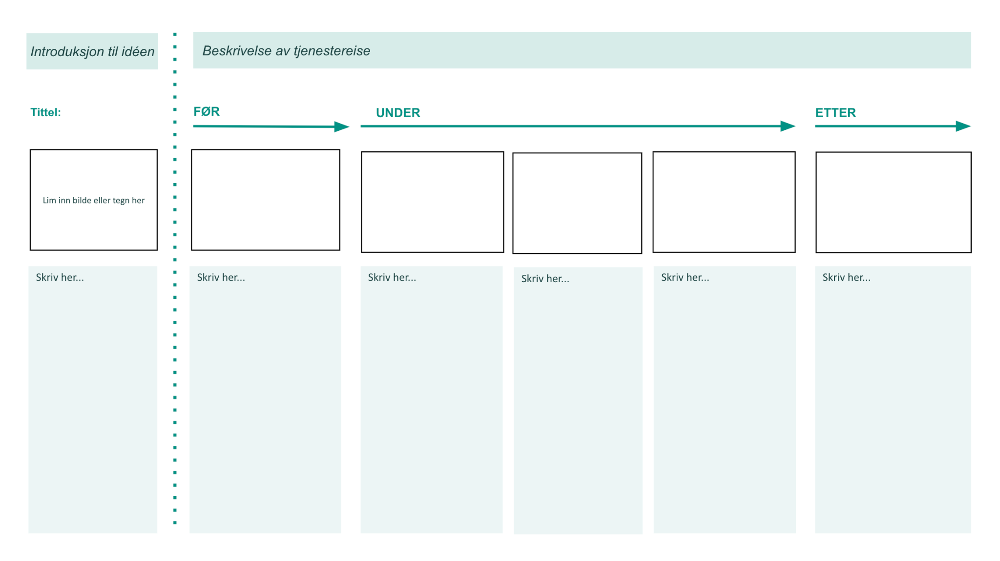 Introduksjon til idéen
Beskrivelse av tjenestereise
Tittel:
FØR
UNDER
ETTER
Lim inn bilde eller tegn her
Skriv her...
Skriv her...
Skriv her...
Skriv her...
Skriv her...
Skriv her...